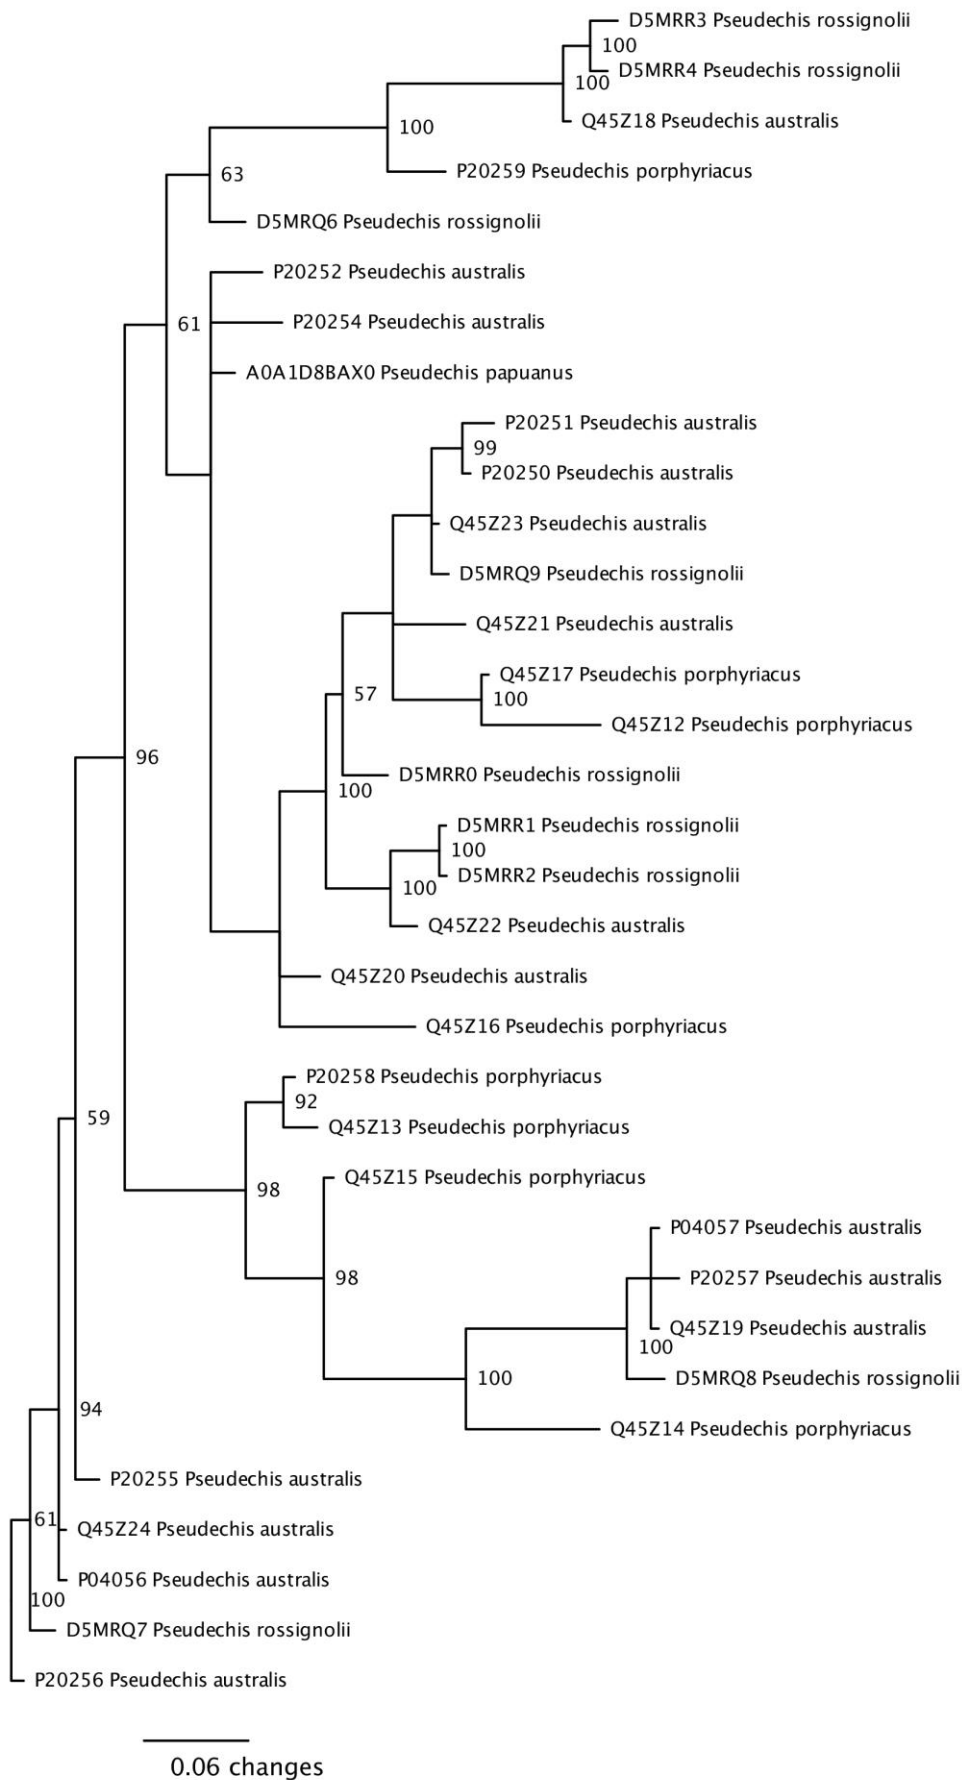 D5MRR3 Pseudechis rossignolii
100
D5MRR4 Pseudechis rossignolii
100
Q45Z18 Pseudechis australis
100
P20259 Pseudechis porphyriacus
63
D5MRQ6 Pseudechis rossignolii
P20252 Pseudechis australis
61
P20254 Pseudechis australis
A0A1D8BAX0 Pseudechis papuanus
P20251 Pseudechis australis
99
P20250 Pseudechis australis
Q45Z23 Pseudechis australis
D5MRQ9 Pseudechis rossignolii
Q45Z21 Pseudechis australis
Q45Z17 Pseudechis porphyriacus
57
100
Q45Z12 Pseudechis porphyriacus
96
D5MRR0 Pseudechis rossignolii
100
D5MRR1 Pseudechis rossignolii
100
D5MRR2 Pseudechis rossignolii
100
Q45Z22 Pseudechis australis
Q45Z20 Pseudechis australis
Q45Z16 Pseudechis porphyriacus
P20258 Pseudechis porphyriacus
92
59
Q45Z13 Pseudechis porphyriacus
Q45Z15 Pseudechis porphyriacus
98
P04057 Pseudechis australis
98
P20257 Pseudechis australis
Q45Z19 Pseudechis australis
100
100
D5MRQ8 Pseudechis rossignolii
94
Q45Z14 Pseudechis porphyriacus
P20255 Pseudechis australis
61
Q45Z24 Pseudechis australis
P04056 Pseudechis australis
100
D5MRQ7 Pseudechis rossignolii
P20256 Pseudechis australis
0.06 changes